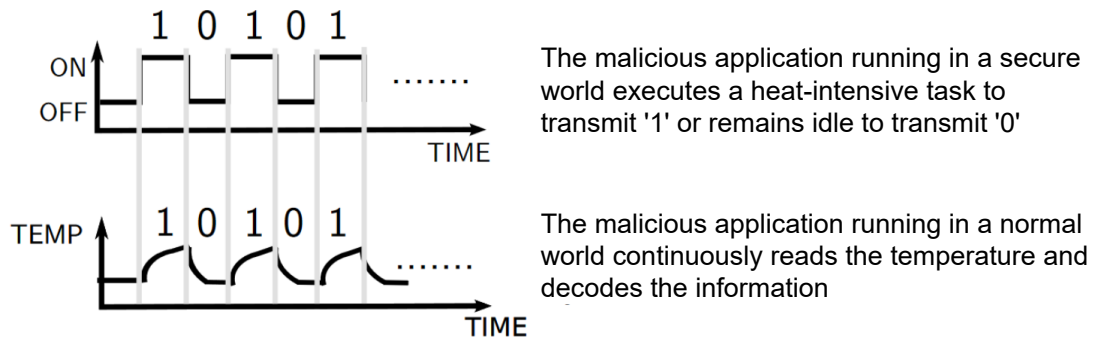 1 0 1 0 1
ON
OFF
.......
TIME
The malicious application running in a secure
world executes a heat-intensive task to
transmit '1' or remains idle to transmit '0'
1 0 1 0 1
TEMP
.......
TIME
The malicious application running in a normal
world continuously reads the temperature and
decodes the information